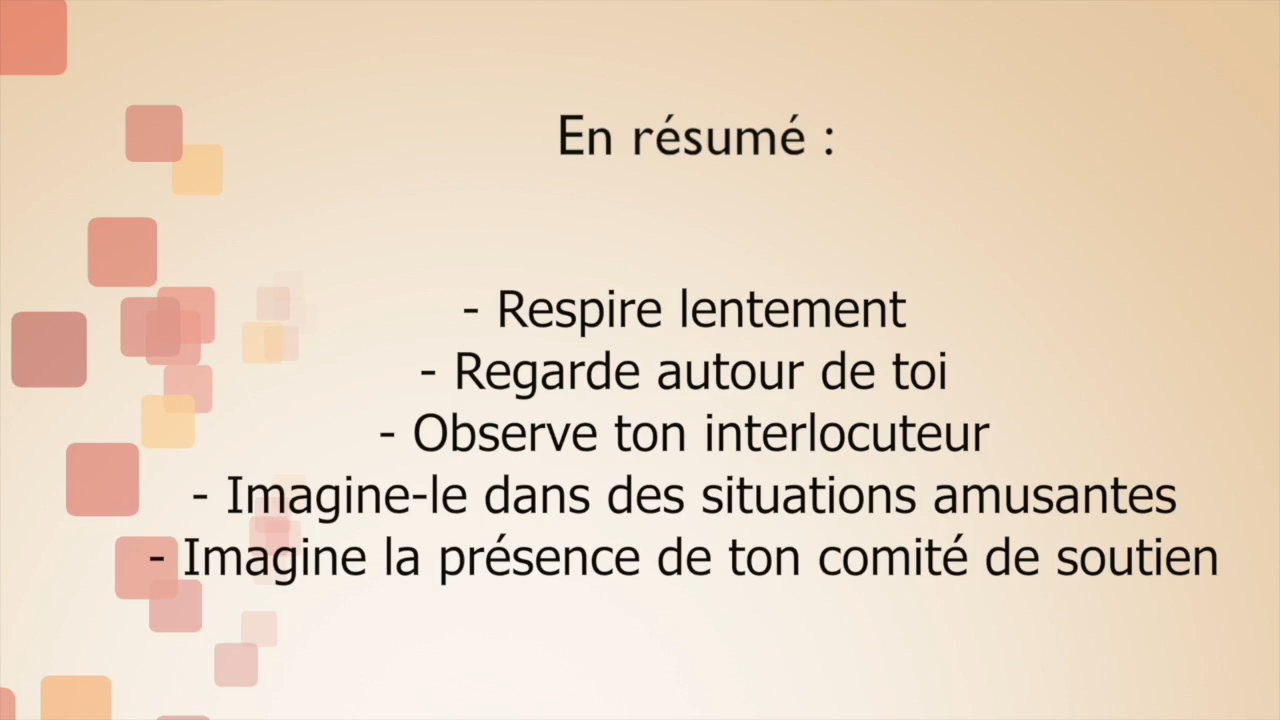 En résumé :
- Respire lentement
- Regarde autour de toi
- Observe ton interlocuteur
- Imagine-le dans des situations amusantes
- Imagine la présence de ton comité de soutien